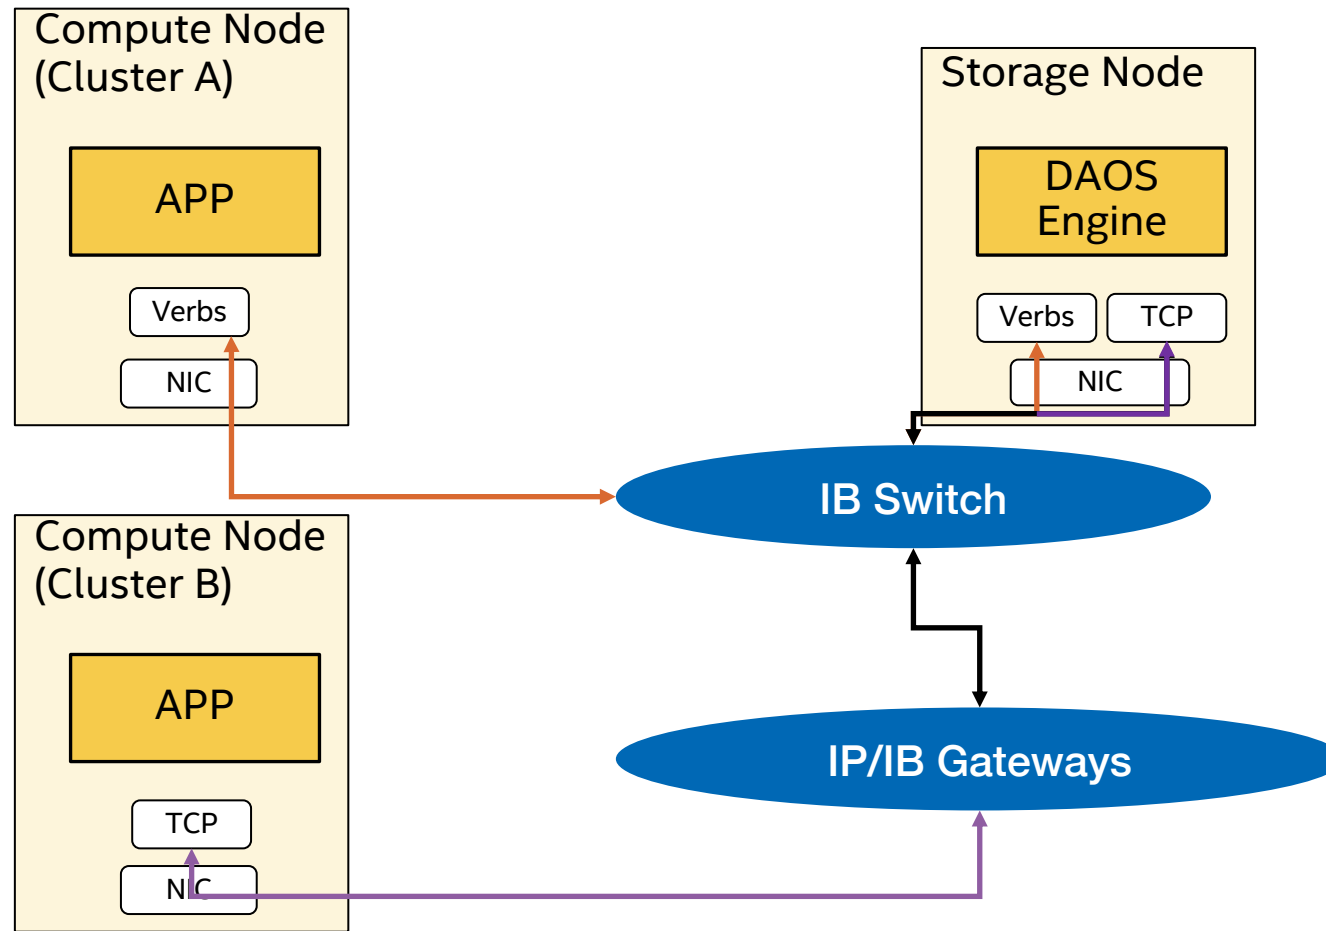 Compute Node
(Cluster A)
APP
Verbs
NIC
Storage Node
DAOS
Engine
Verbs
TCP
NIC
IB Switch
Compute Node
(Cluster B)
APP
TCP
NIC
IP/IB Gateways